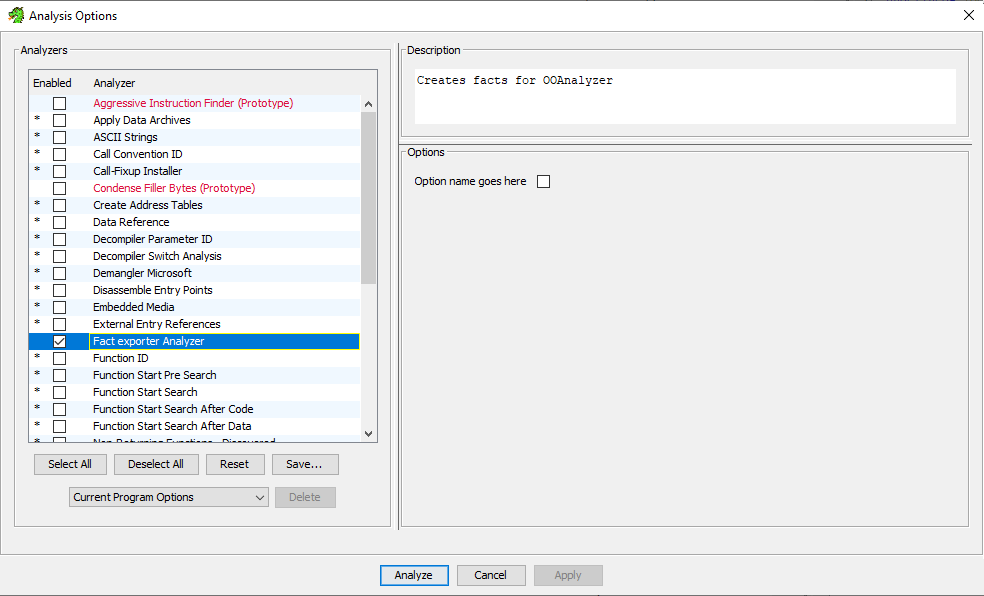 Analysis Options
Analyzers
Enabled Analyzer
Aggressive Instruction Finder (Prototype)
* Apply Data Archives
* ASCII Strings
* Call Convention ID
* Call-Fixup Installer
Condense Filler Bytes (Prototype)
* Create Address Tables
* Data Reference
* Decompiler Parameter ID
* Decompiler Switch Analysis
* Demangler Microsoft
* Disassemble Entry Points
* Embedded Media
* External Entry References
Fact exporter Analyzer
* Function ID
* Function Start Pre Search
* Function Start Search
* Function Start Search After Code
* Function Start Search After Data
* Non-Returning Functions - Discovered
Select All Deselect All Reset Save...
Current Program Options Delete
Description
Creates facts for OOAnalyzer
Options
Option name goes here
Analyze Cancel Apply